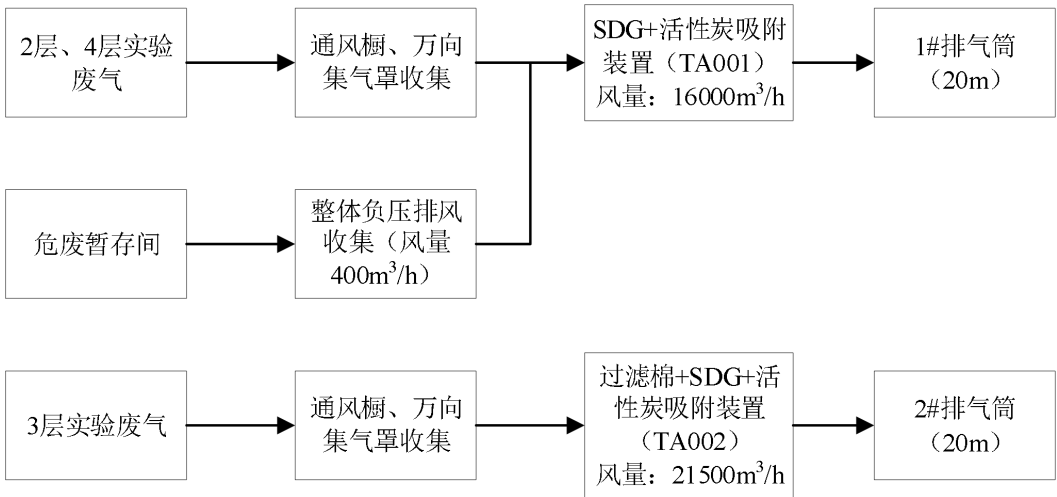 2层、4层实验
废气
通风橱、万向
集气罩收集
SDG+活性炭吸附
装置（TA001）
风量：16000m³/h
1#排气筒
（20m）
危废暂存间
整体负压排风
收集（风量
400m³/h）
3层实验废气
通风橱、万向
集气罩收集
过滤棉+SDG+活
性炭吸附装置
（TA002）
风量：21500m³/h
2#排气筒
（20m）